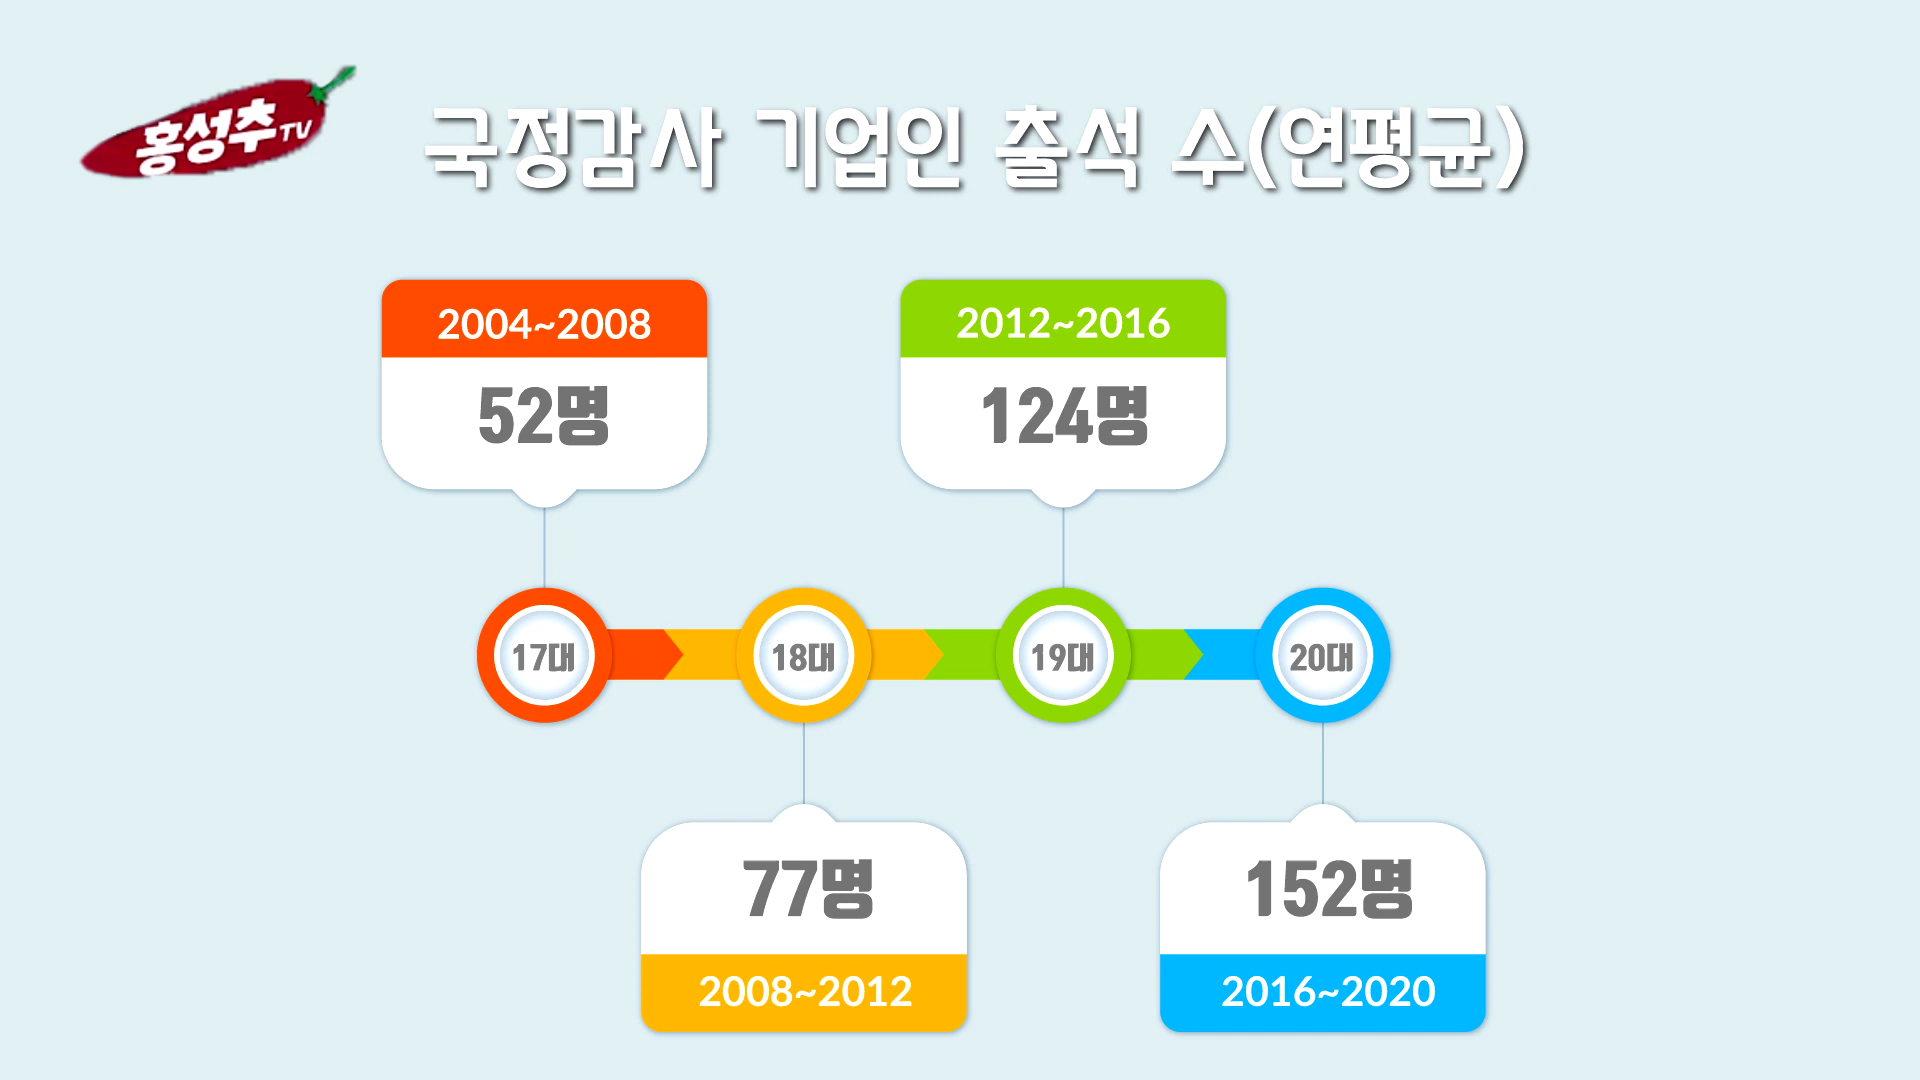 홍성추TV
국정감사 기업인 출석 수(연평균)
2004~2008
52명
2012~2016
124명
17대
18대
19대
20대
77명
2008~2012
152명
2016~2020